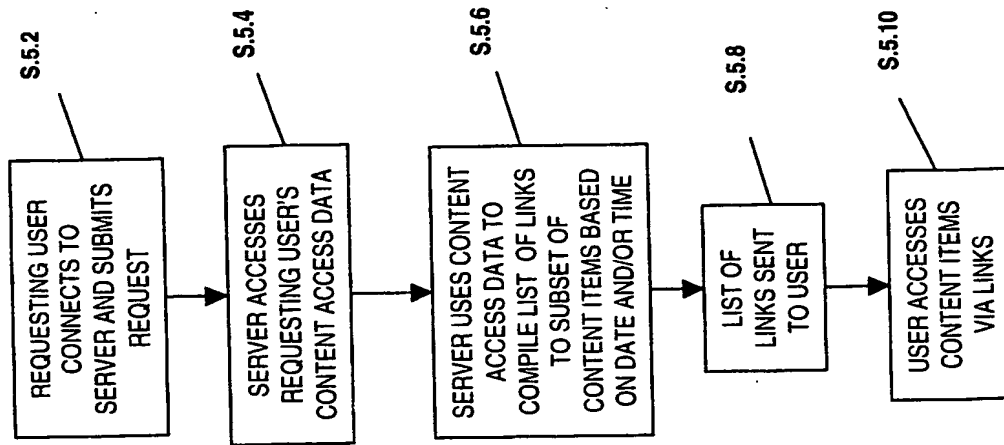 S.5.2
REQUESTING USER
CONNECTS TO
SERVER AND SUBMITS
REQUEST
S.5.4
SERVER ACCESSES
REQUESTING USER'S
CONTENT ACCESS DATA
S.5.6
SERVER USES CONTENT
ACCESS DATA TO
COMPILE LIST OF LINKS
TO SUBSET OF
CONTENT ITEMS BASED
ON DATE AND/OR TIME
S.5.8
LIST OF
LINKS SENT
TO USER
S.5.10
USER ACCESSES
CONTENT ITEMS
VIA LINKS